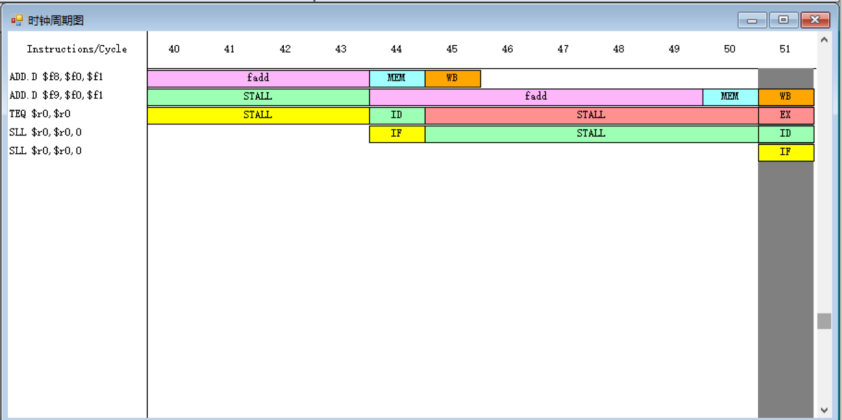 时钟周期图
Instructions/Cycle 40 41 42 43 44 45 46 47 48 49 50 51
ADD.D $f8,$f0,$f1 fadd MEM WB
ADD.D $f9,$f0,$f1 STALL fadd MEM WB
TEQ $r0,$r0 STALL ID STALL EX
SLL $r0,$r0,0 IF STALL ID
SLL $r0,$r0,0 IF